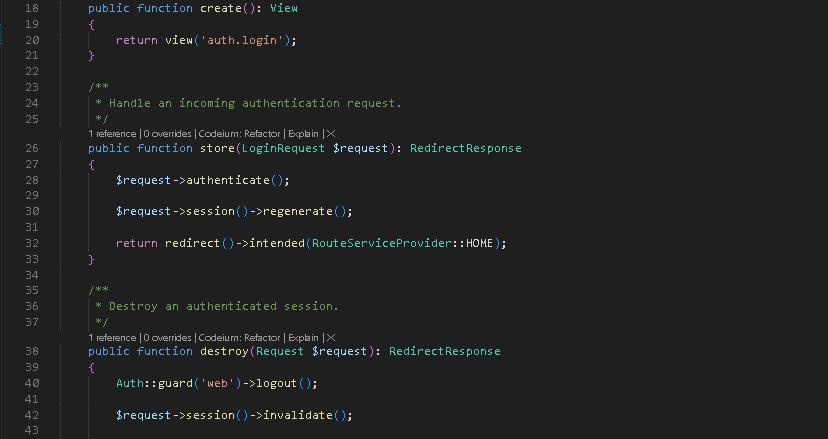 18 public function create(): View
19 {
20 return view('auth.login');
21 }
22
23 /**
24 * Handle an incoming authentication request.
25 */
1 reference | 0 overrides | Codeium: Refactor | Explain | X
26 public function store(LoginRequest $request): RedirectResponse
27 {
28 $request->authenticate();
29
30 $request->session()->regenerate();
31
32 return redirect()->intended(RouteServiceProvider::HOME);
33 }
34
35 /**
36 * Destroy an authenticated session.
37 */
1 reference | 0 overrides | Codeium: Refactor | Explain | X
38 public function destroy(Request $request): RedirectResponse
39 {
40 Auth::guard('web')->logout();
41
42 $request->session()->invalidate();
43